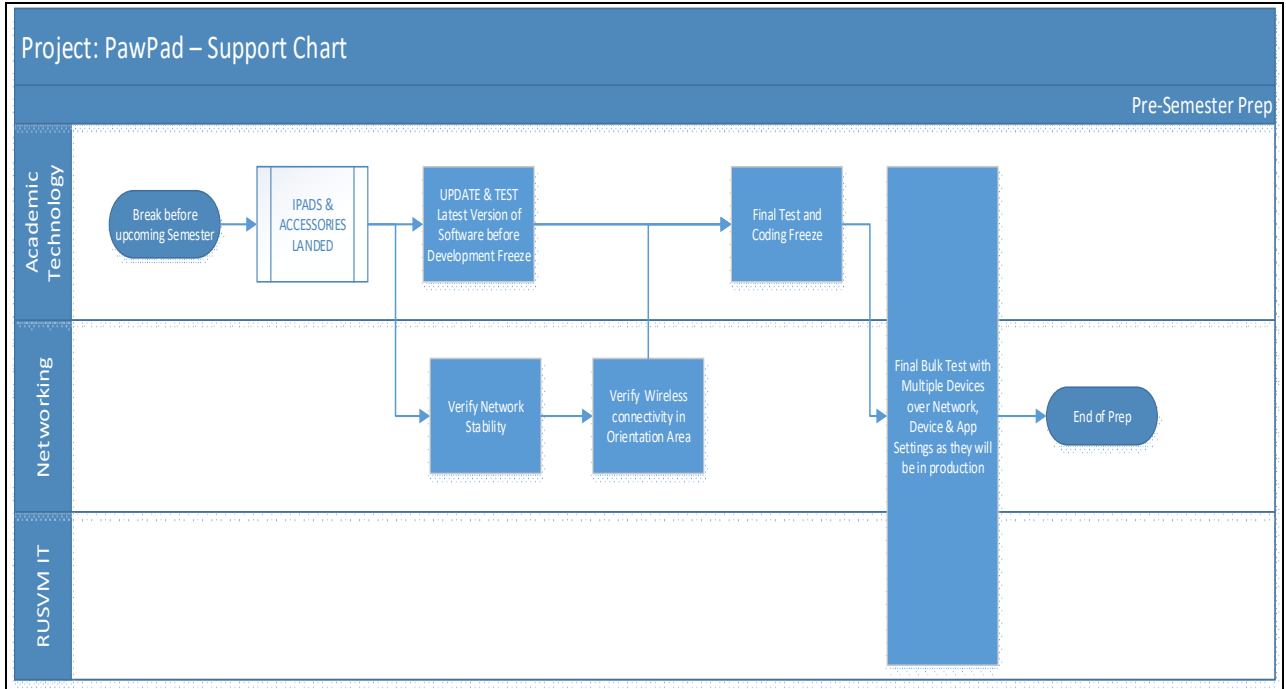 Project: PawPad – Support Chart
Pre-Semester Prep
Academic
Technology
Break before
upcoming Semester
IPADS &
ACCESSORIES
LANDED
UPDATE & TEST
Latest Version of
Software before
Development Freeze
Final Test and
Coding Freeze
Networking
Verify Network
Stability
Verify Wireless
connectivity in
Orientation Area
Final Bulk Test with
Multiple Devices
over Network,
Device & App
Settings as they will
be in production
End of Prep
RUSVM IT